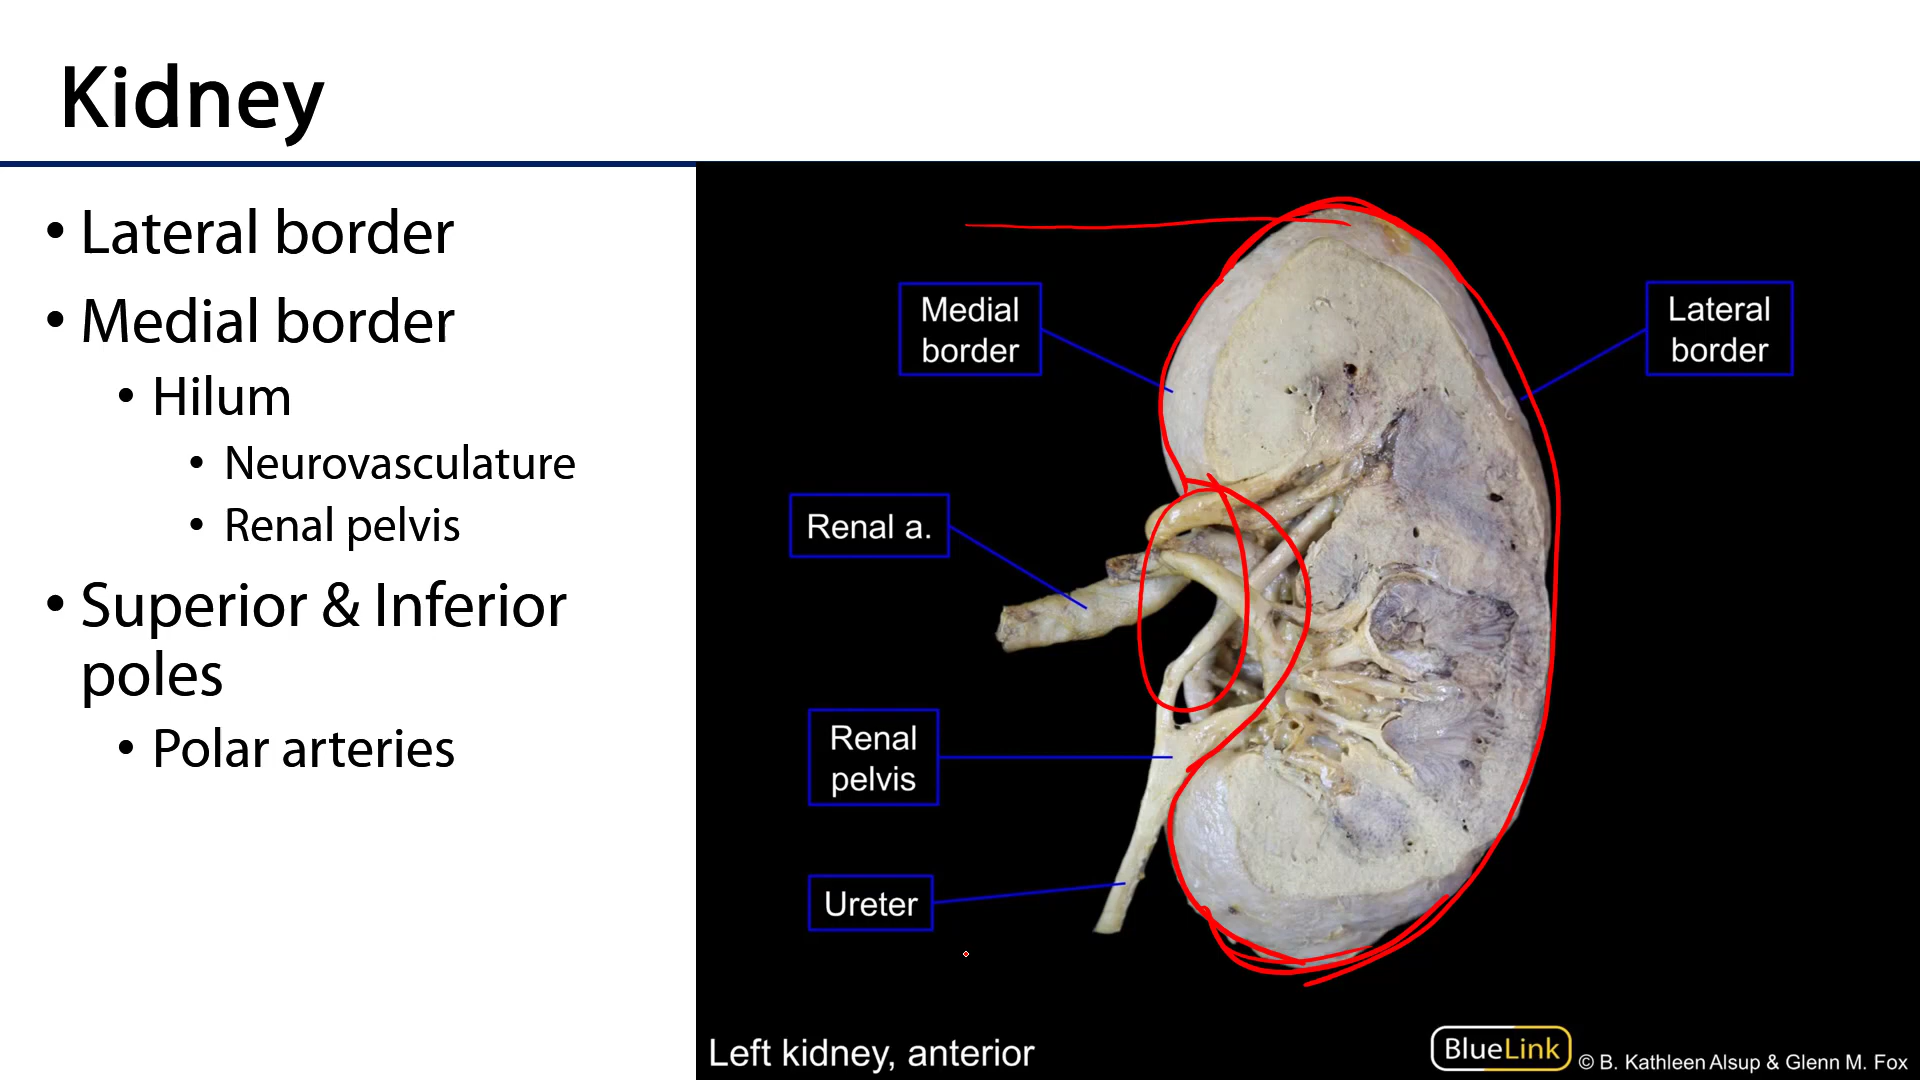 Kidney
• Lateral border
• Medial border
• Hilum
• Neurovasculature
• Renal pelvis
• Superior & Inferior
poles
• Polar arteries
Medial
border
Lateral
border
Renal a.
Renal
pelvis
Ureter
Left kidney, anterior
BlueLink
© B. Kathleen Alsup & Glenn M. Fox